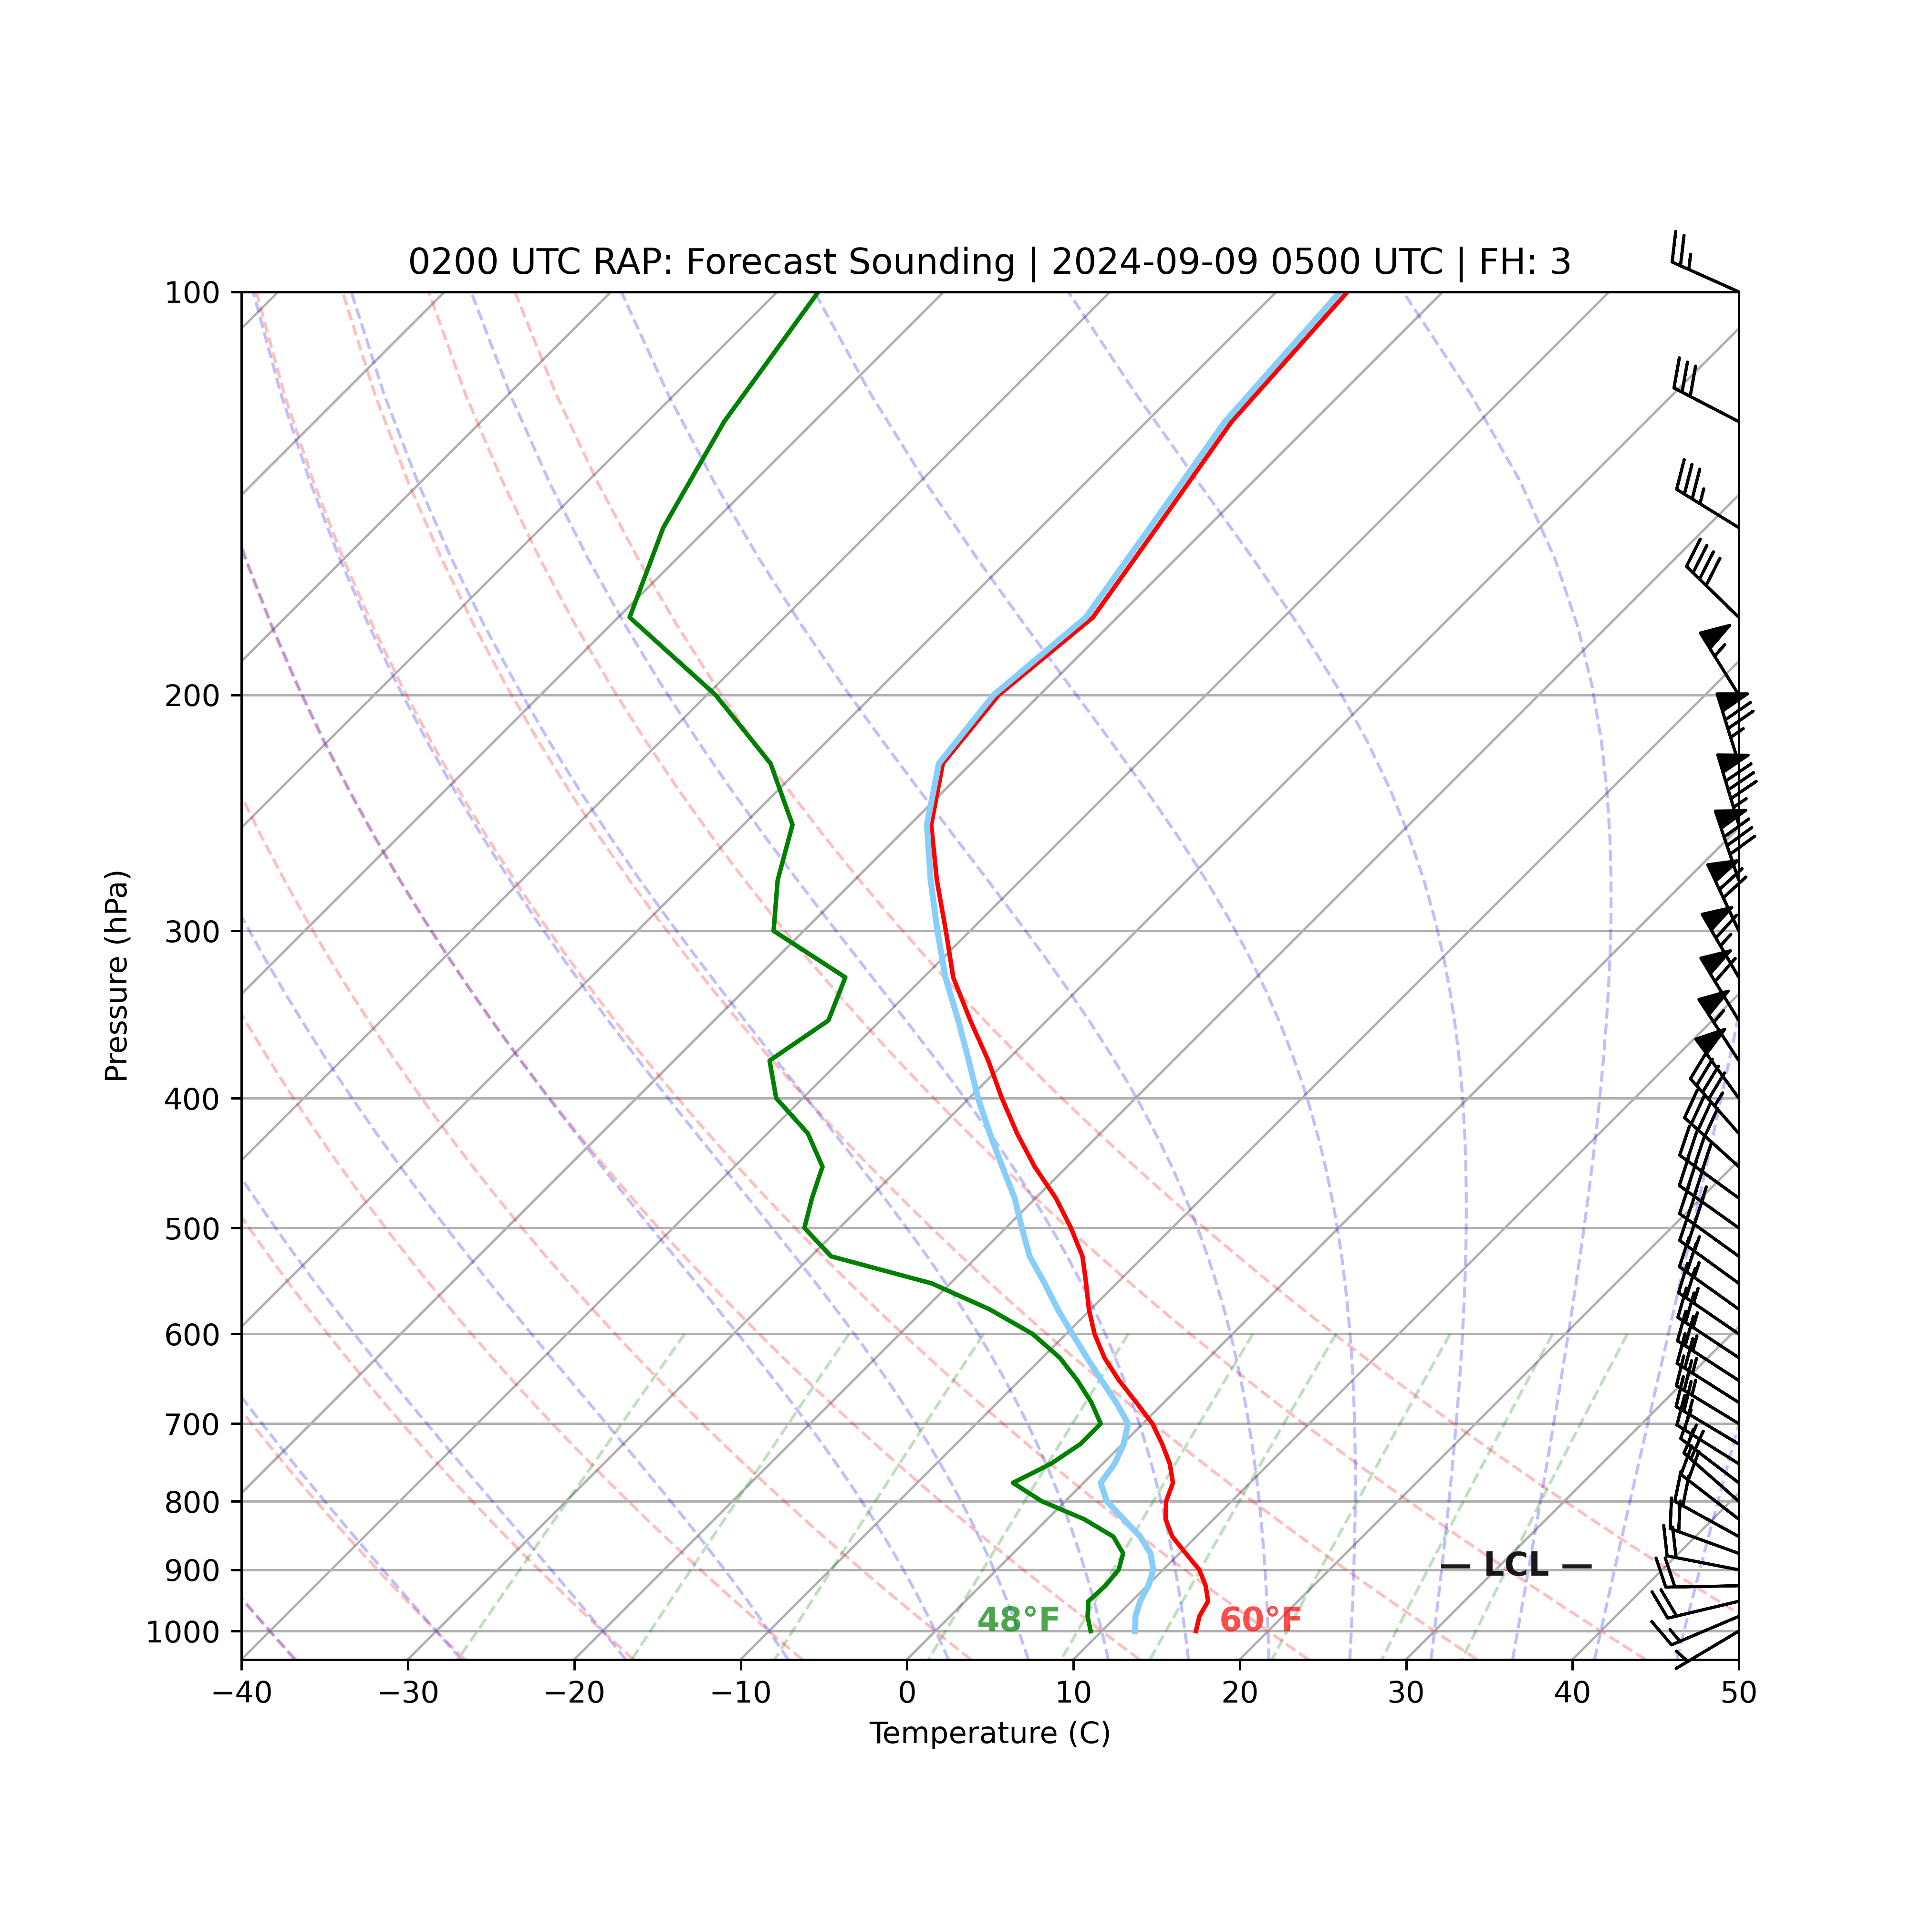 0200 UTC RAP: Forecast Sounding | 2024-09-09 0500 UTC | FH: 3
100
200
300
400
500
600
700
800
900
1000
Pressure (hPa)
— LCL —
48°F
60°F
−40 −30 −20 −10 0 10 20 30 40 50
Temperature (C)